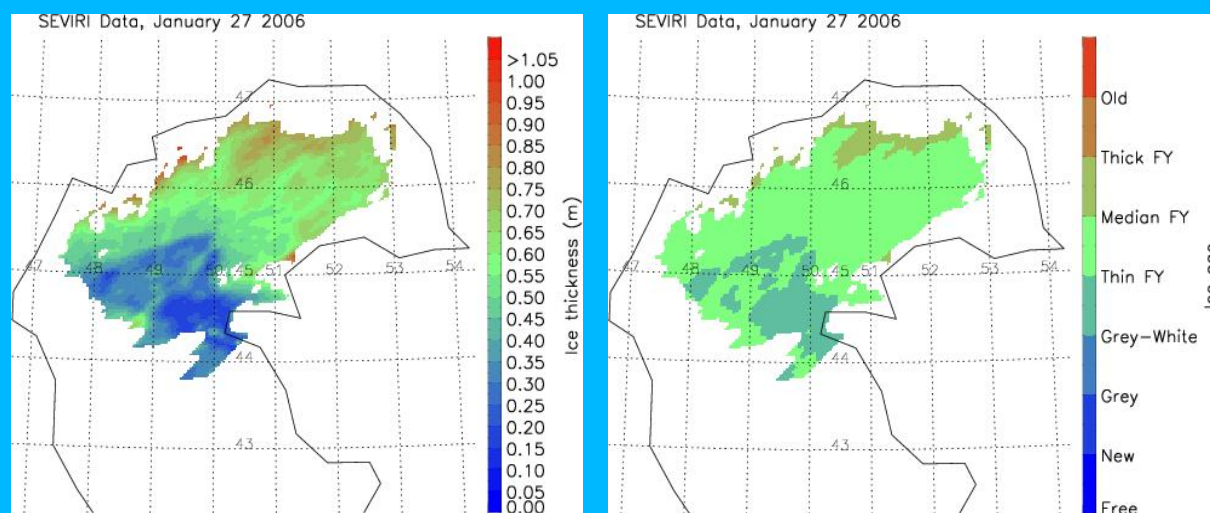 SEVIRI Data, January 27 2006
47
46
47 48 49 50 45 51 52 53 54
44
43
>1.05
1.00
0.95
0.90
0.85
0.80
0.75
0.70
0.65
0.60
0.55
0.50
0.45
0.40
0.35
0.30
0.25
0.20
0.15
0.10
0.05
0.00
Ice thickness (m)
SEVIRI Data, January 27 2006
47
46
47 48 49 50 45 51 52 53 54
44
43
Old
Thick FY
Median FY
Thin FY
Grey-White
Grey
New
Free